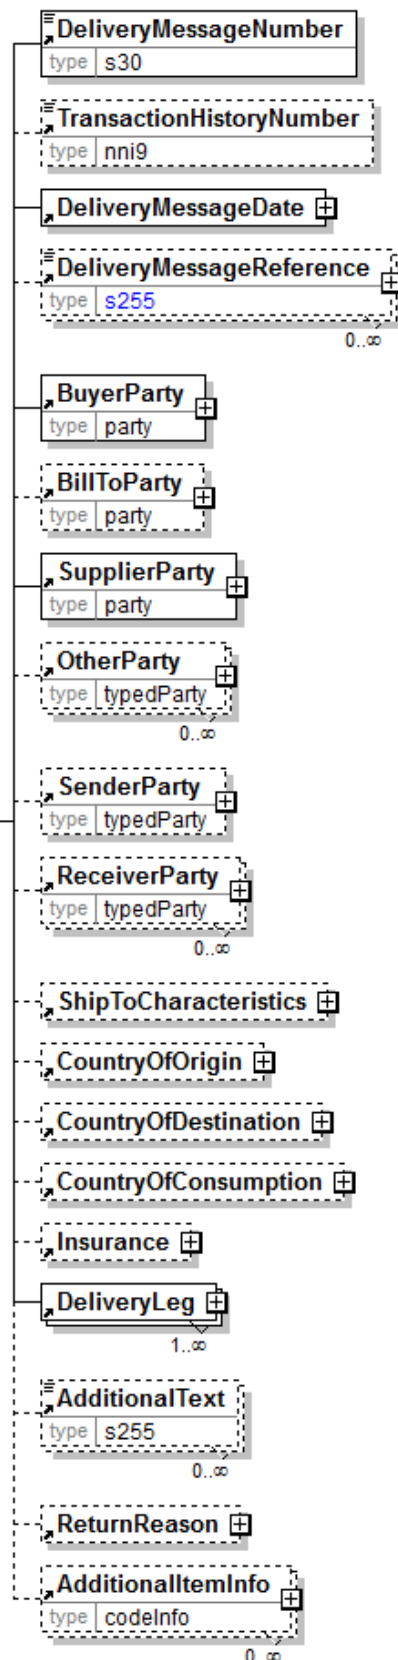 DeliveryMessageNumber
type s30
TransactionHistoryNumber
type nni9
DeliveryMessageDate
DeliveryMessageReference
type s255
0..∞
BuyerParty
type party
BillToParty
type party
SupplierParty
type party
OtherParty
type typedParty
0..∞
SenderParty
type typedParty
ReceiverParty
type typedParty
0..∞
ShipToCharacteristics
CountryOfOrigin
CountryOfDestination
CountryOfConsumption
Insurance
DeliveryLeg
1..∞
AdditionalText
type s255
0..∞
ReturnReason
AdditionalItemInfo
type codeInfo
0..∞